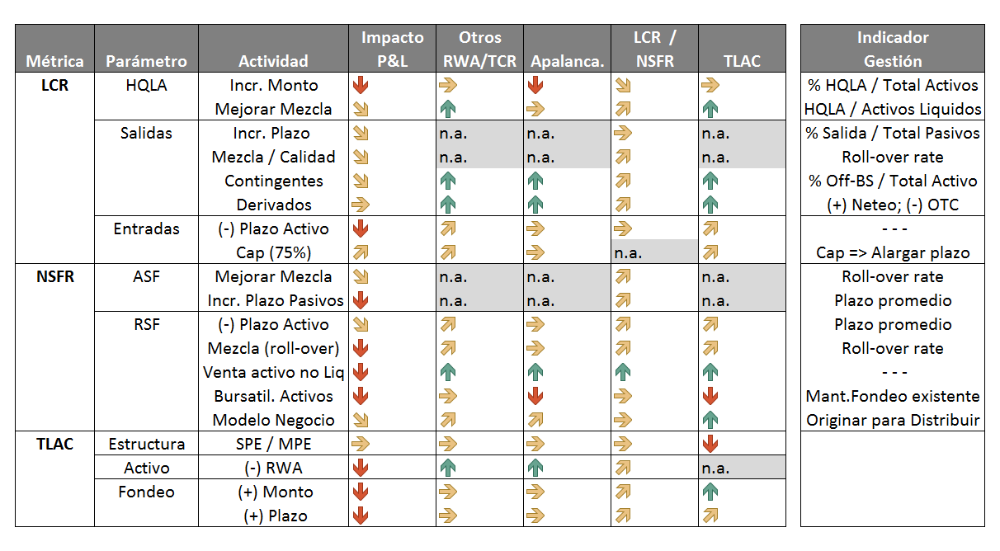 Métrica Parámetro Actividad Impacto P&L Otros RWA/TCR Apalanca. LCR / NSFR TLAC Indicador Gestión
LCR HQLA Incr. Monto % HQLA / Total Activos
Mejorar Mezcla HQLA / Activos Liquidos
Salidas Incr. Plazo n.a. n.a. n.a. % Salida / Total Pasivos
Mezcla / Calidad n.a. n.a. n.a. Roll-over rate
Contingentes % Off-BS / Total Activo
Derivados (+) Neteo; (-) OTC
Entradas (-) Plazo Activo - - -
Cap (75%) n.a. Cap => Alargar plazo
NSFR ASF Mejorar Mezcla n.a. n.a. n.a. Roll-over rate
Incr. Plazo Pasivos n.a. n.a. n.a. Plazo promedio
RSF (-) Plazo Activo Plazo promedio
Mezcla (roll-over) Roll-over rate
Venta activo no Liq - - -
Bursatil. Activos Mant.Fondeo existente
Modelo Negocio Originar para Distribuir
TLAC Estructura SPE / MPE
Activo (-) RWA n.a.
Fondeo (+) Monto
(+) Plazo